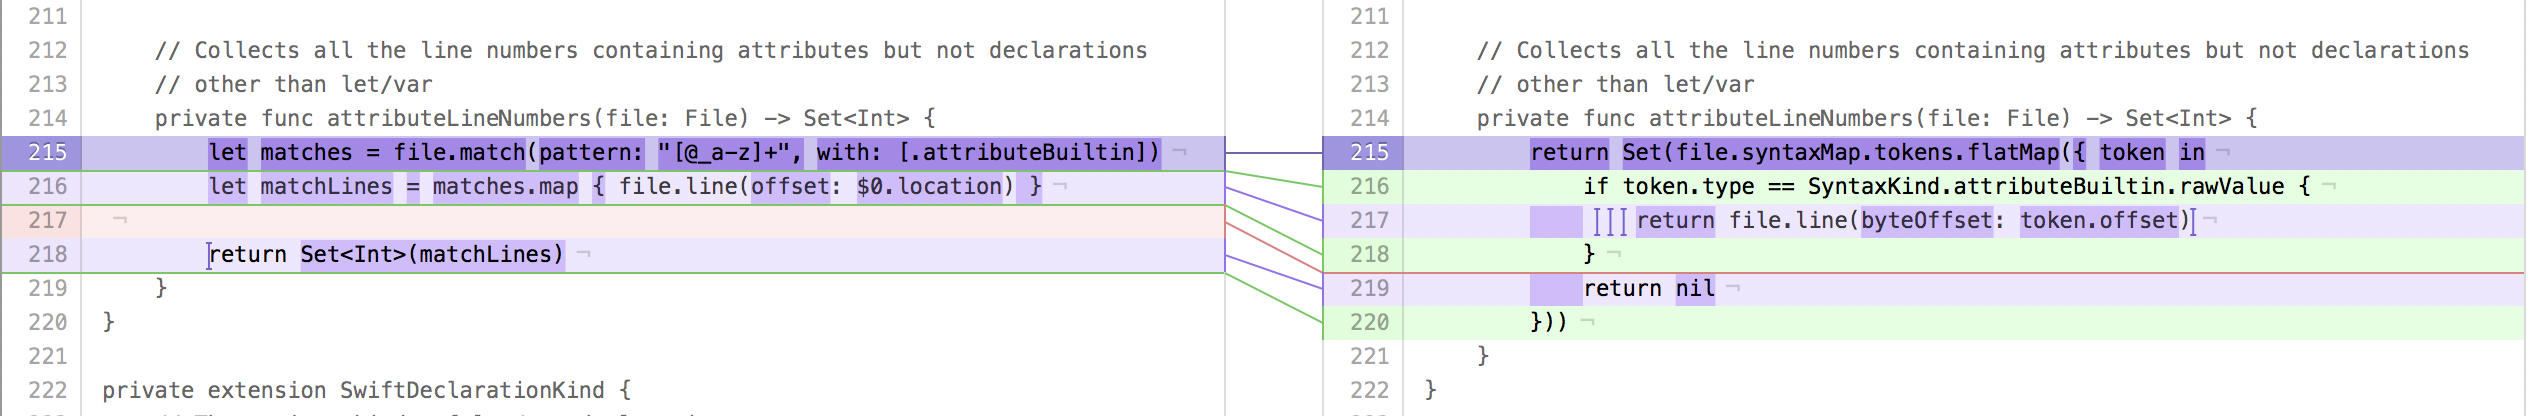 211
212     // Collects all the line numbers containing attributes but not declarations
213     // other than let/var
214     private func attributeLineNumbers(file: File) -> Set<Int> {
215         let matches = file.match(pattern: "[@_a-z]+", with: [.attributeBuiltin]) ¬
216         let matchLines = matches.map { file.line(offset: $0.location) } ¬
217 ¬
218         return Set<Int>(matchLines) ¬
219     }
220 }
221
222 private extension SwiftDeclarationKind {
211
212     // Collects all the line numbers containing attributes but not declarations
213     // other than let/var
214     private func attributeLineNumbers(file: File) -> Set<Int> {
215         return Set(file.syntaxMap.tokens.flatMap({ token in ¬
216             if token.type == SyntaxKind.attributeBuiltin.rawValue { ¬
217                 return file.line(byteOffset: token.offset) ¬
218             } ¬
219             return nil ¬
220         })) ¬
221     }
222 }